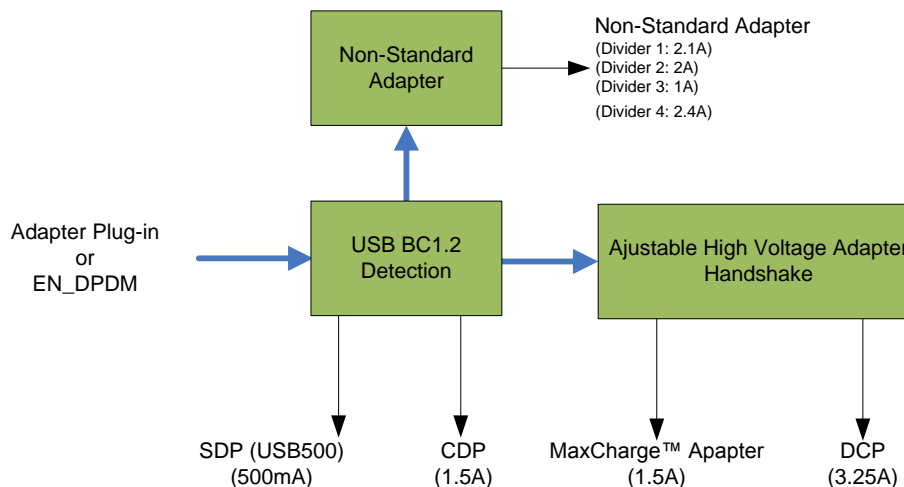 Non-Standard
Adapter
Non-Standard Adapter
(Divider 1: 2.1A)
(Divider 2: 2A)
(Divider 3: 1A)
(Divider 4: 2.4A)
Adapter Plug-in
or
EN_DPDM
USB BC1.2
Detection
Ajustable High Voltage Adapter
Handshake
SDP (USB500)
(500mA)
CDP
(1.5A)
MaxCharge™ Apapter
(1.5A)
DCP
(3.25A)